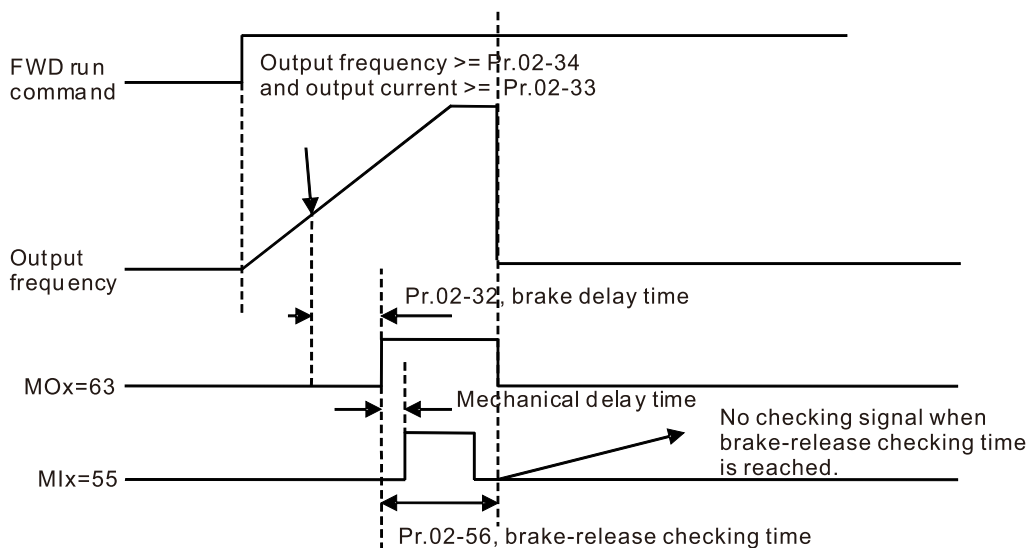 FWD run
command
Output frequency >= Pr.02-34
and output current >= Pr.02-33
Output
frequency
Pr.02-32, brake delay time
MOx=63
Mechanical delay time
No checking signal when
brake-release checking time
is reached.
MIx=55
Pr.02-56, brake-release checking time